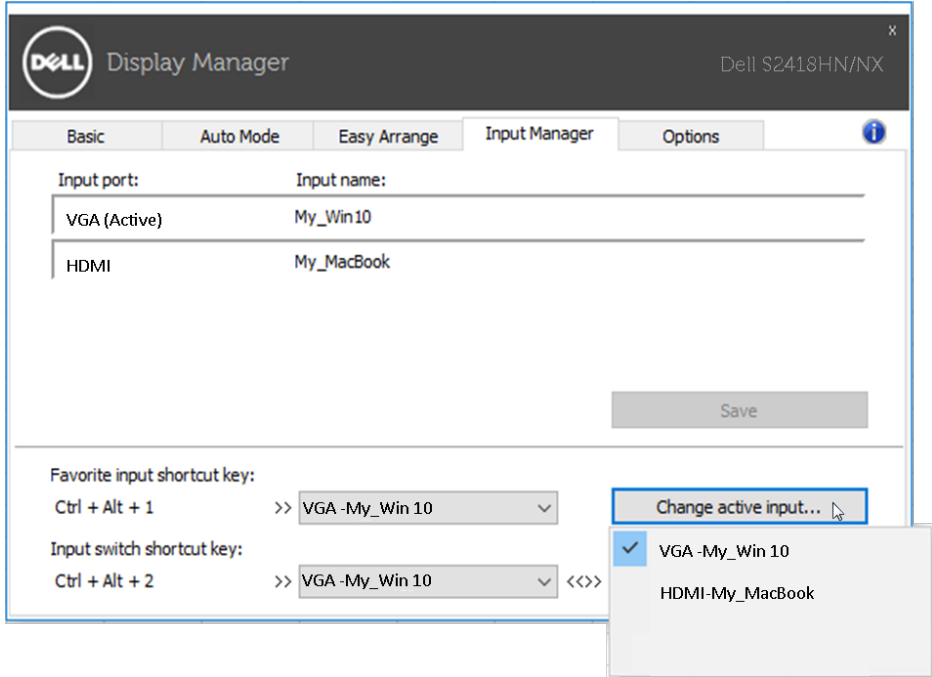 X
DELL Display Manager
Dell S2418HN/NX
Basic Auto Mode Easy Arrange Input Manager Options
Input port: Input name:
VGA (Active) My_Win10
HDMI My_MacBook
Save
Favorite input shortcut key:
Ctrl + Alt + 1 >> VGA -My_Win 10 Change active input...
Input switch shortcut key:
VGA -My_Win 10
Ctrl + Alt + 2 >> VGA -My_Win 10 <<>>
HDMI-My_MacBook